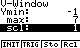 V-Window
Ymin :-1
max :7
scl :1
INIT TRIG Sto Rcl